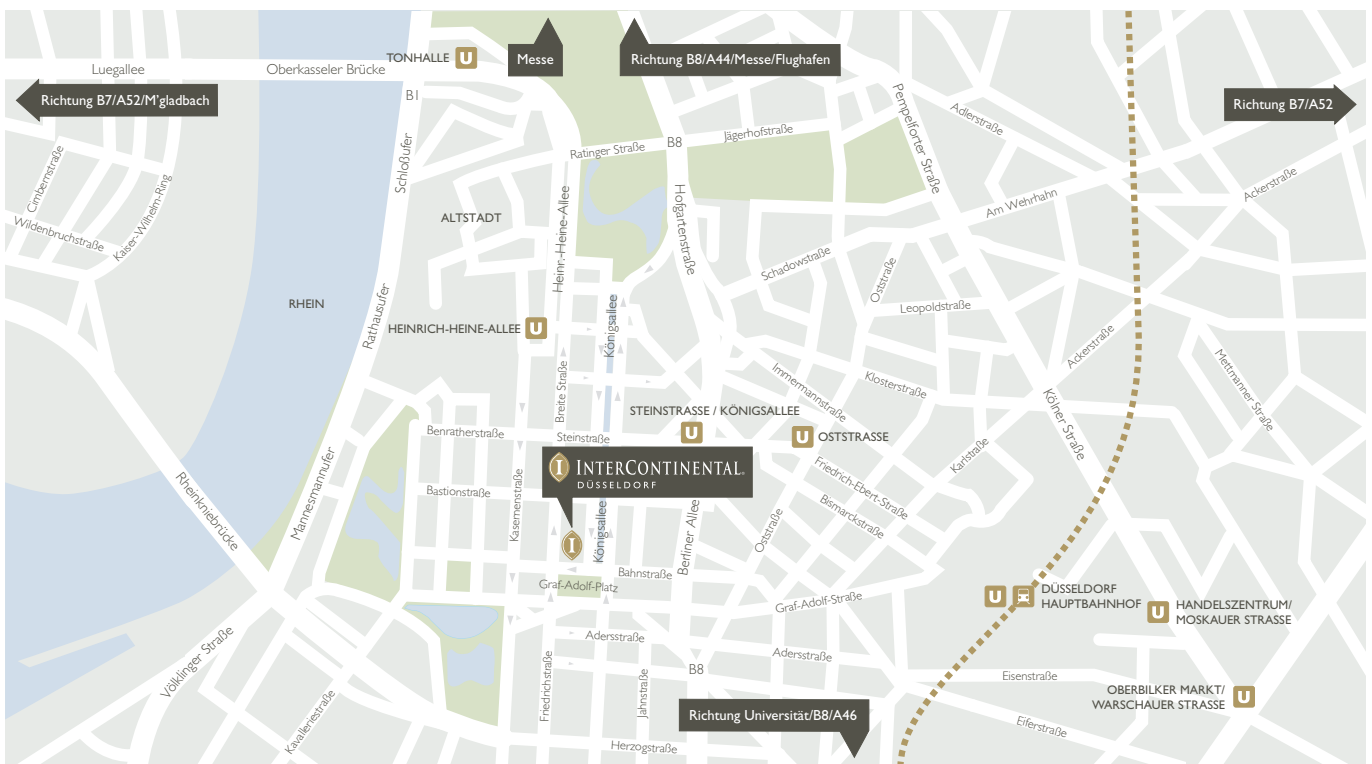 TONHALLE
U
Messe
Richtung B8/A44/Messe/Flughafen
Luegallee
Oberkasseler Brücke
Richtung B7/A52/M'gladbach
B1
Richtung B7/A52
Pempelforter Straße
Adlerstraße
Jägerhofstraße
B8
Ratinger Straße
Schloßufer
Cimbernstraße
Kaiser-Wilhelm-Ring
Wildenbruchstraße
ALTSTADT
Heinr.-Heine-Allee
Hofgartenstraße
Am Wehrhahn
Ackerstraße
Schadowstraße
Oststraße
Leopoldstraße
RHEIN
Rathausufer
HEINRICH-HEINE-ALLEE
U
Königsallee
Ackerstraße
Mettmanner Straße
Breite Straße
Immermannstraße
Klosterstraße
Kölner Straße
STEINSTRASSE / KÖNIGSALLEE
U
U
OSTSTRASSE
Benratherstraße
Steinstraße
Karlstraße
I
INTERCONTINENTAL®
DÜSSELDORF
Friedrich-Ebert-Straße
Bismarckstraße
Mannesmannufer
Rheinkniebrücke
Bastionstraße
Kasernenstraße
Königsallee
Berliner Allee
Oststraße
I
Bahnstraße
Graf-Adolf-Platz
Graf-Adolf-Straße
U
DÜSSELDORF
HAUPTBAHNHOF
U
HANDELSZENTRUM/
MOSKAUER STRASSE
Adersstraße
Adersstraße
B8
Völklinger Straße
Kavalleriestraße
Friedrichstraße
Jahnstraße
Eisenstraße
OBERBILKER MARKT/
WARSCHAUER STRASSE
U
Richtung Universität/B8/A46
Eiferstraße
Herzogstraße